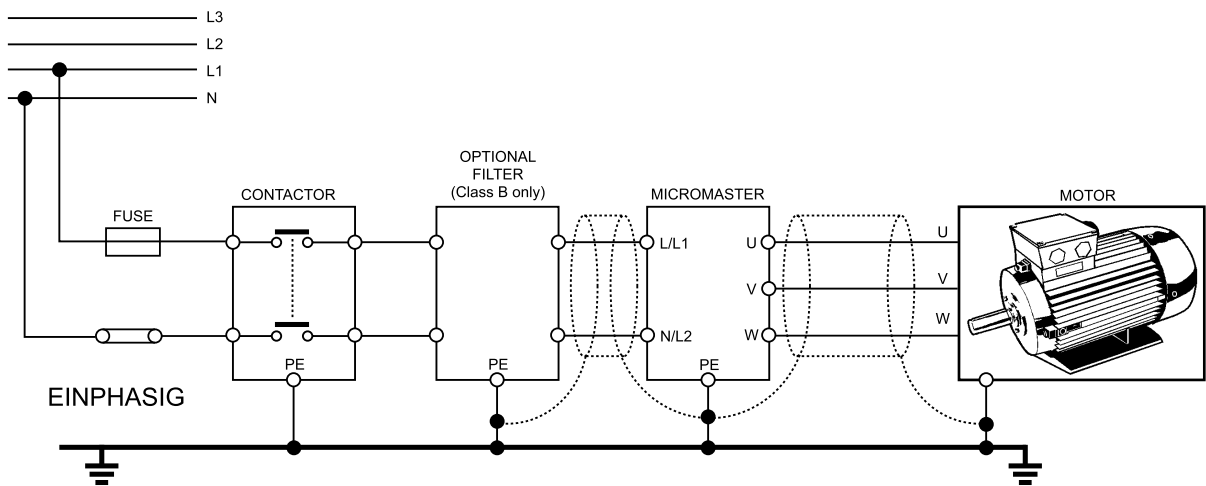 L3
L2
L1
N
OPTIONAL
FILTER
(Class B only)
FUSE
CONTACTOR
MICROMASTER
MOTOR
L/L1
U
U
V
V
N/L2
W
W
PE
PE
PE
EINPHASIG